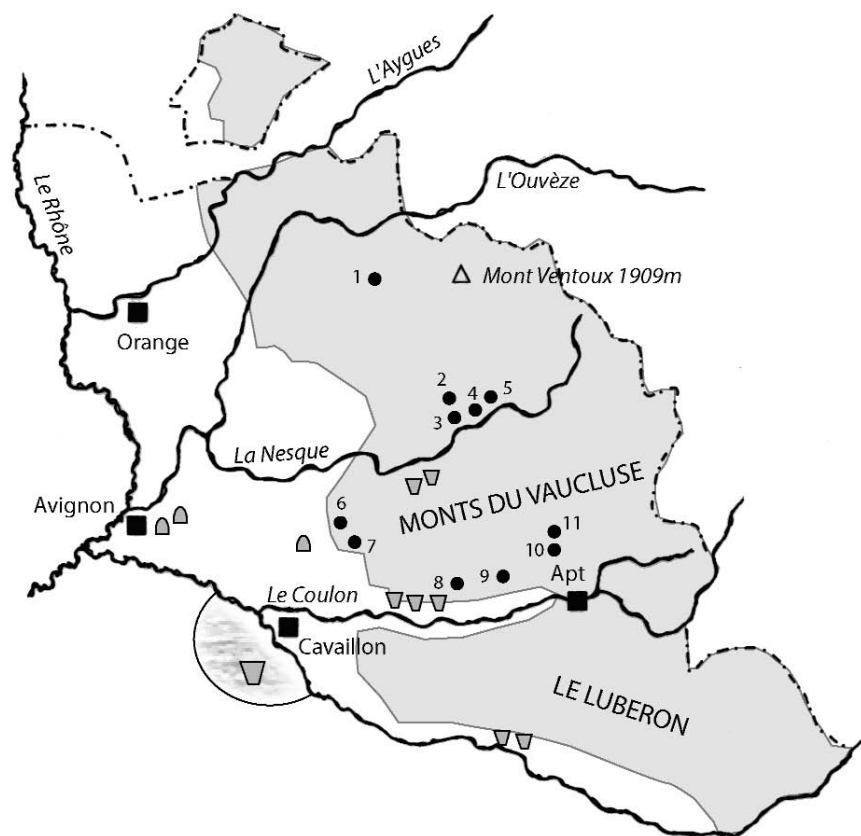 L'Aygues
Le Rhône
L'Ouvèze
1
Mont Ventoux 1909m
Orange
2
4
5
3
La Nesque
MONTS DU VAUCLUSE
Avignon
6
7
11
10
8
9
Apt
Le Coulon
Cavaillon
LE LUBERON